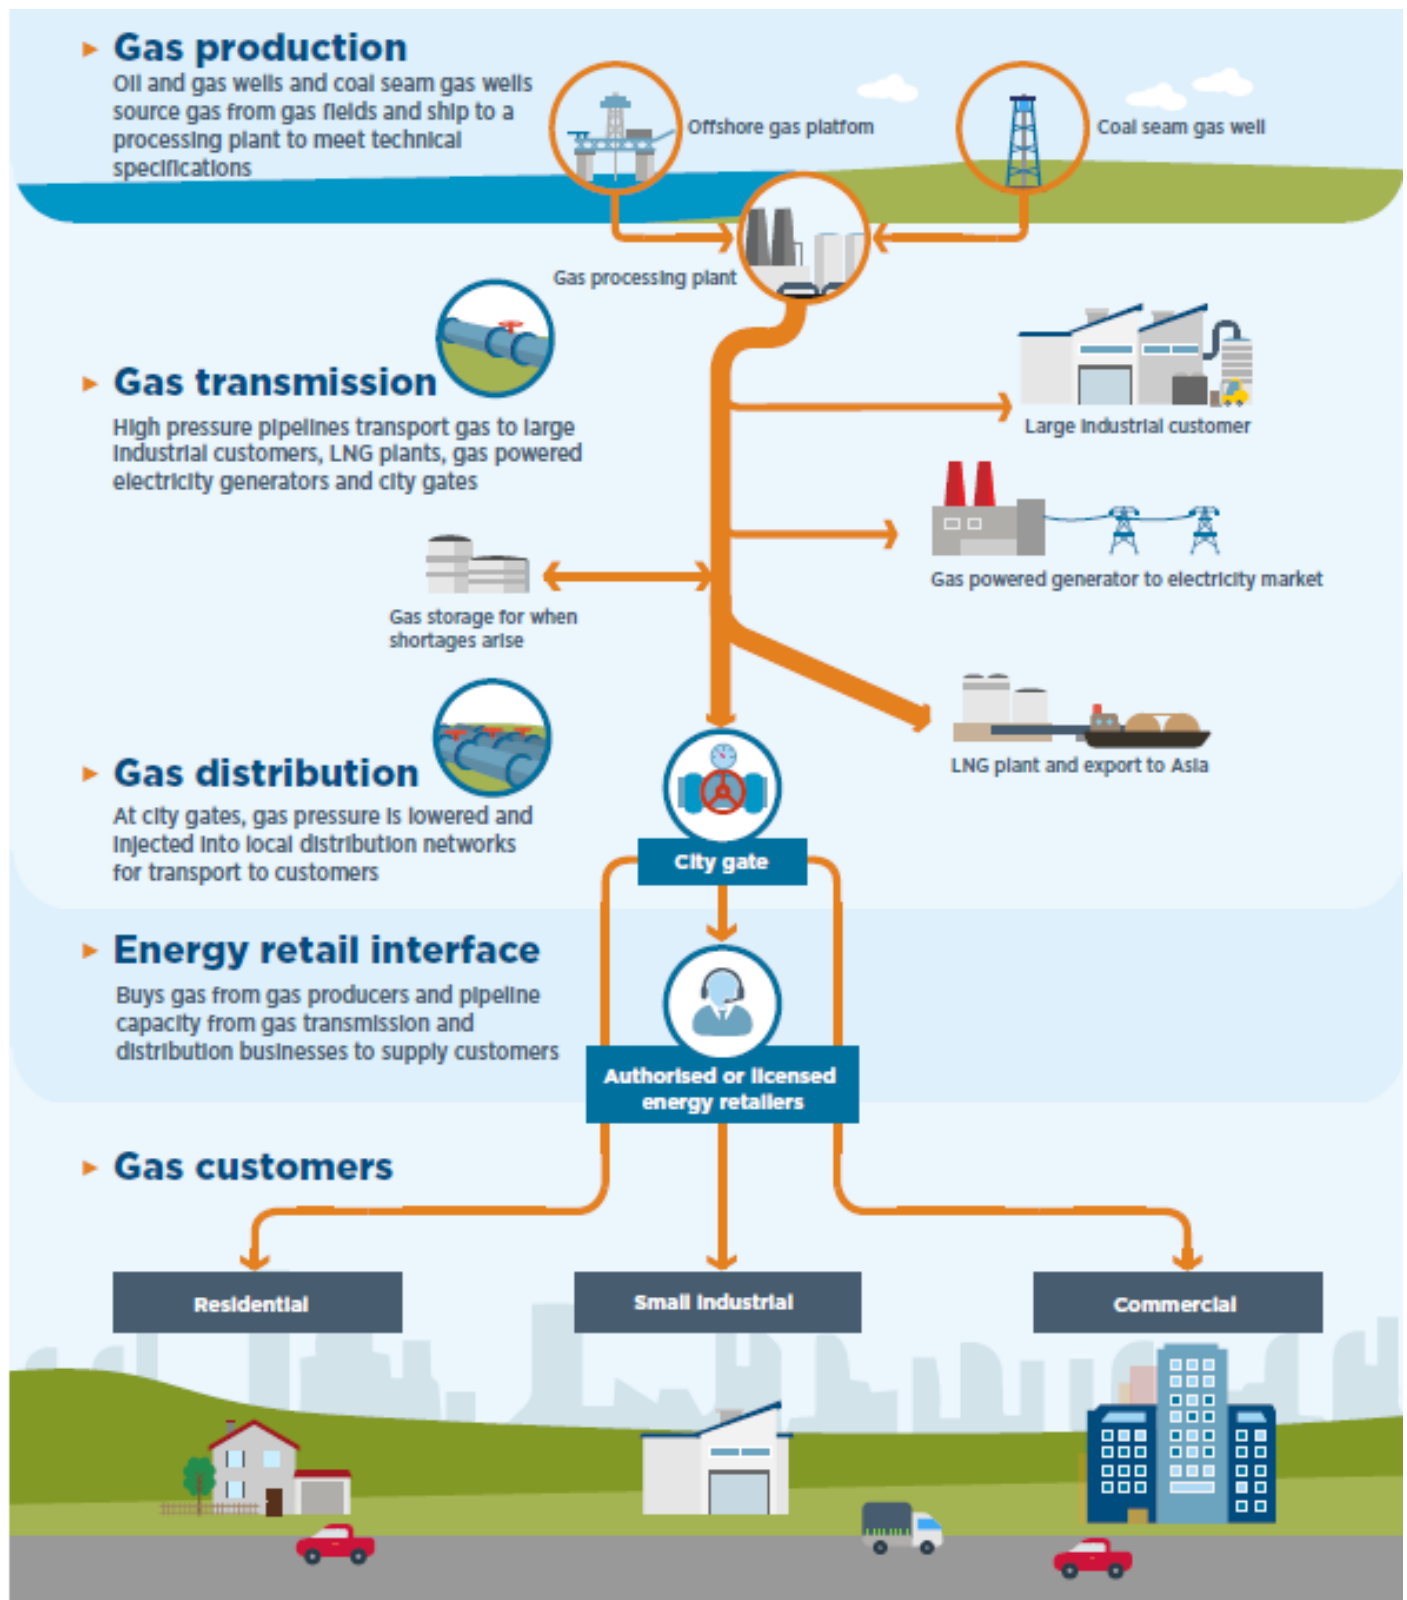 Gas production
Oil and gas wells and coal seam gas wells
source gas from gas fields and ship to a
processing plant to meet technical
specifications
Offshore gas platfom
Coal seam gas well
Gas processing plant
Gas transmission
High pressure pipelines transport gas to large
industrial customers, LNG plants, gas powered
electricity generators and city gates
Large industrial customer
Gas powered generator to electricity market
Gas storage for when
shortages arise
LNG plant and export to Asia
Gas distribution
At city gates, gas pressure is lowered and
injected into local distribution networks
for transport to customers
City gate
Energy retail interface
Buys gas from gas producers and pipeline
capacity from gas transmission and
distribution businesses to supply customers
Authorised or licensed
energy retailers
Gas customers
Residential
Small industrial
Commercial